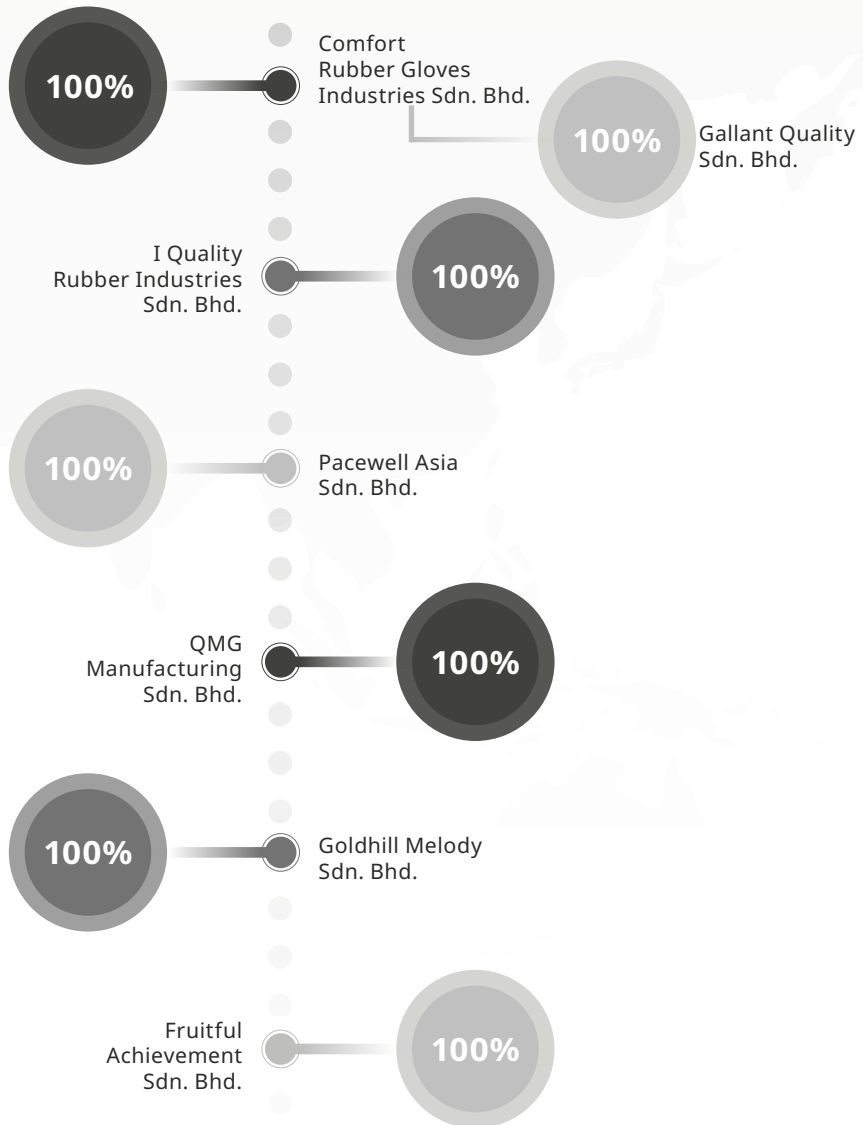 100%
Comfort
Rubber Gloves
Industries Sdn. Bhd.
100%
Gallant Quality
Sdn. Bhd.
I Quality
Rubber Industries
Sdn. Bhd.
100%
100%
Pacewell Asia
Sdn. Bhd.
QMG
Manufacturing
Sdn. Bhd.
100%
100%
Goldhill Melody
Sdn. Bhd.
Fruitful
Achievement
Sdn. Bhd.
100%